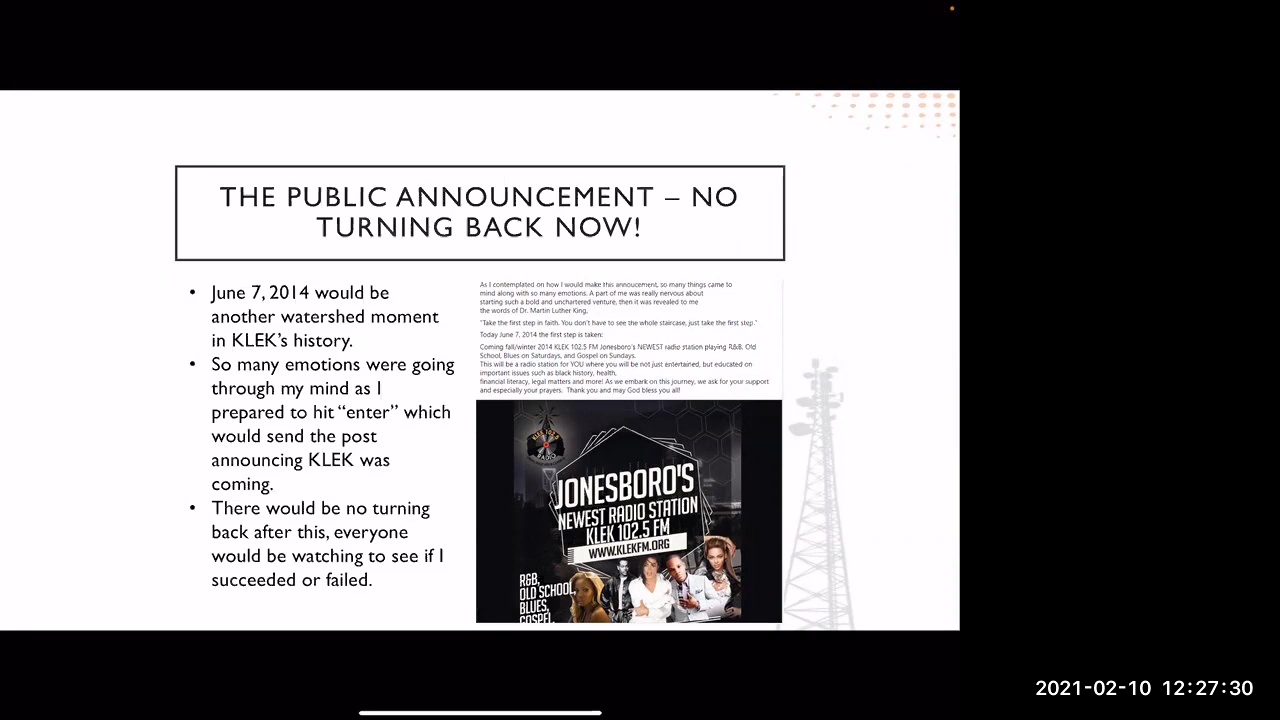 THE PUBLIC ANNOUNCEMENT – NO
TURNING BACK NOW!
• June 7, 2014 would be
another watershed moment
in KLEK's history.
• So many emotions were going
through my mind as I
prepared to hit "enter" which
would send the post
announcing KLEK was
coming.
• There would be no turning
back after this, everyone
would be watching to see if I
succeeded or failed.
As I contemplated on how I would make this annoucement, so many things came to
mind along with so many emotions. A part of me was really nervous about
starting such a bold and unchartered venture, then it was revealed to me
the words of Dr. Martin Luther King,
"Take the first step in faith. You don't have to see the whole staircase, just take the first step."
Today June 7, 2014 the first step is taken:
Coming fall/winter 2014 KLEK 102.5 FM Jonesboro's NEWEST radio station playing R&B, Old
School, Blues on Saturdays, and Gospel on Sundays.
This will be a radio station for YOU where you will be not just entertained, but educated on
important issues such as black history, health,
financial literacy, legal matters and more! As we embark on this journey, we ask for your support
and especially your prayers. Thank you and may God bless you all!
KLEK 102.5
RADIO
JONESBORO'S
NEWEST RADIO STATION
KLEK 102.5 FM
WWW.KLEKFM.ORG
R&B,
OLD SCHOOL,
BLUES,
GOSPEL
2021-02-10 12:27:30